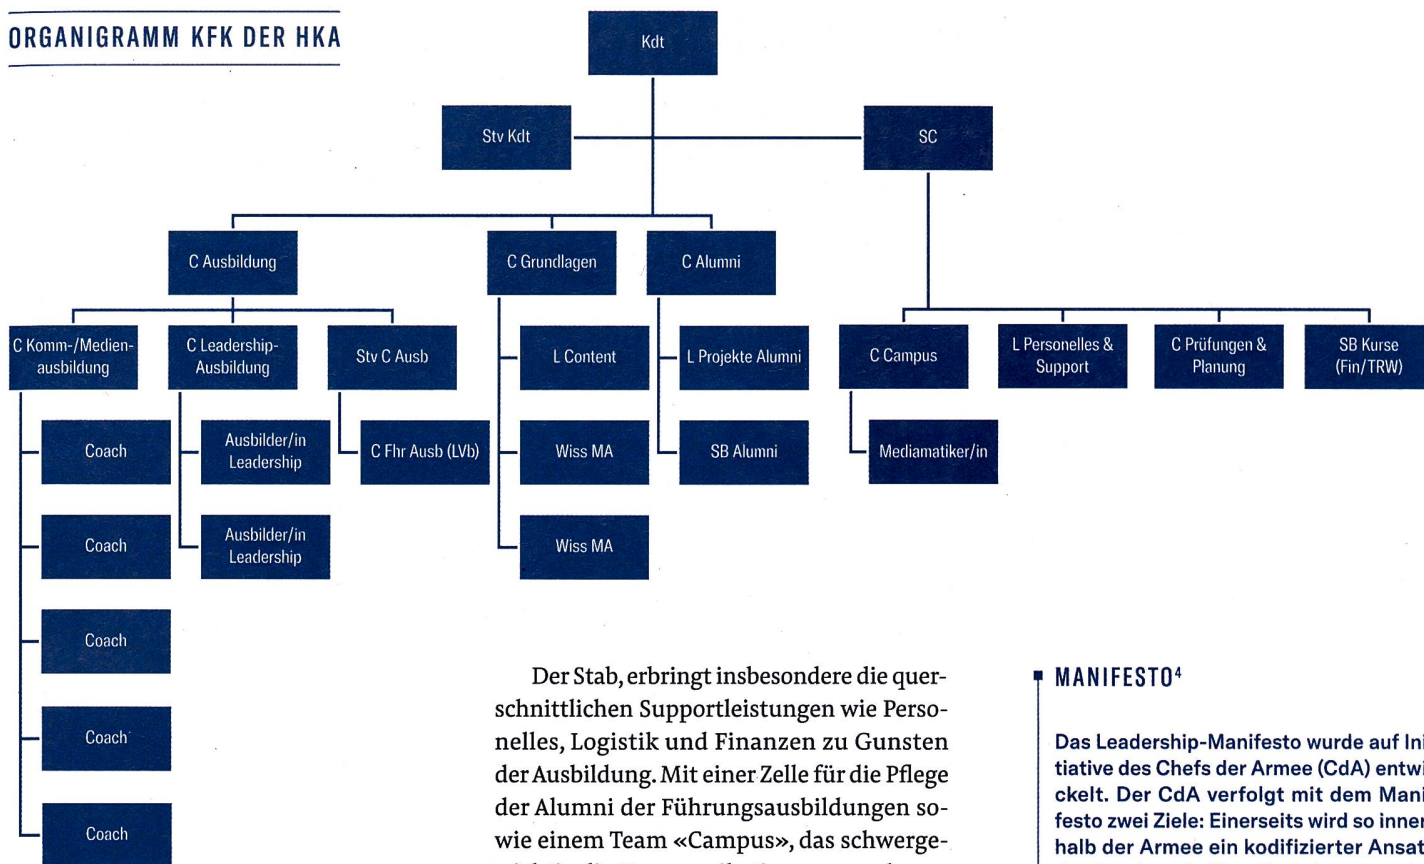 ORGANIGRAMM KFK DER HKA
Kdt
Stv Kdt
SC
C Ausbildung
C Grundlagen
C Alumni
C Komm-/Medien-
ausbildung
C Leadership-
Ausbildung
Stv C Ausb
L Content
L Projekte Alumni
C Campus
L Personelles &
Support
C Prüfungen &
Planung
SB Kurse
(Fin/TRW)
Coach
Ausbilder/in
Leadership
C Fhr Ausb (LVb)
Wiss MA
SB Alumni
Mediamatiker/in
Coach
Ausbilder/in
Leadership
Wiss MA
Coach
Coach
Coach
Der Stab, erbringt insbesondere die quer-
schnittlichen Supportleistungen wie Perso-
nelles, Logistik und Finanzen zu Gunsten
der Ausbildung. Mit einer Zelle für die Pflege
der Alumni der Führungsausbildungen so-
wie einem Team «Campus», das schwerge-
MANIFESTO⁴
Das Leadership-Manifesto wurde auf Ini
tiative des Chefs der Armee (CdA) entwi
ckelt. Der CdA verfolgt mit dem Mani
festo zwei Ziele: Einerseits wird so inner
halb der Armee ein kodifizierter Ansat